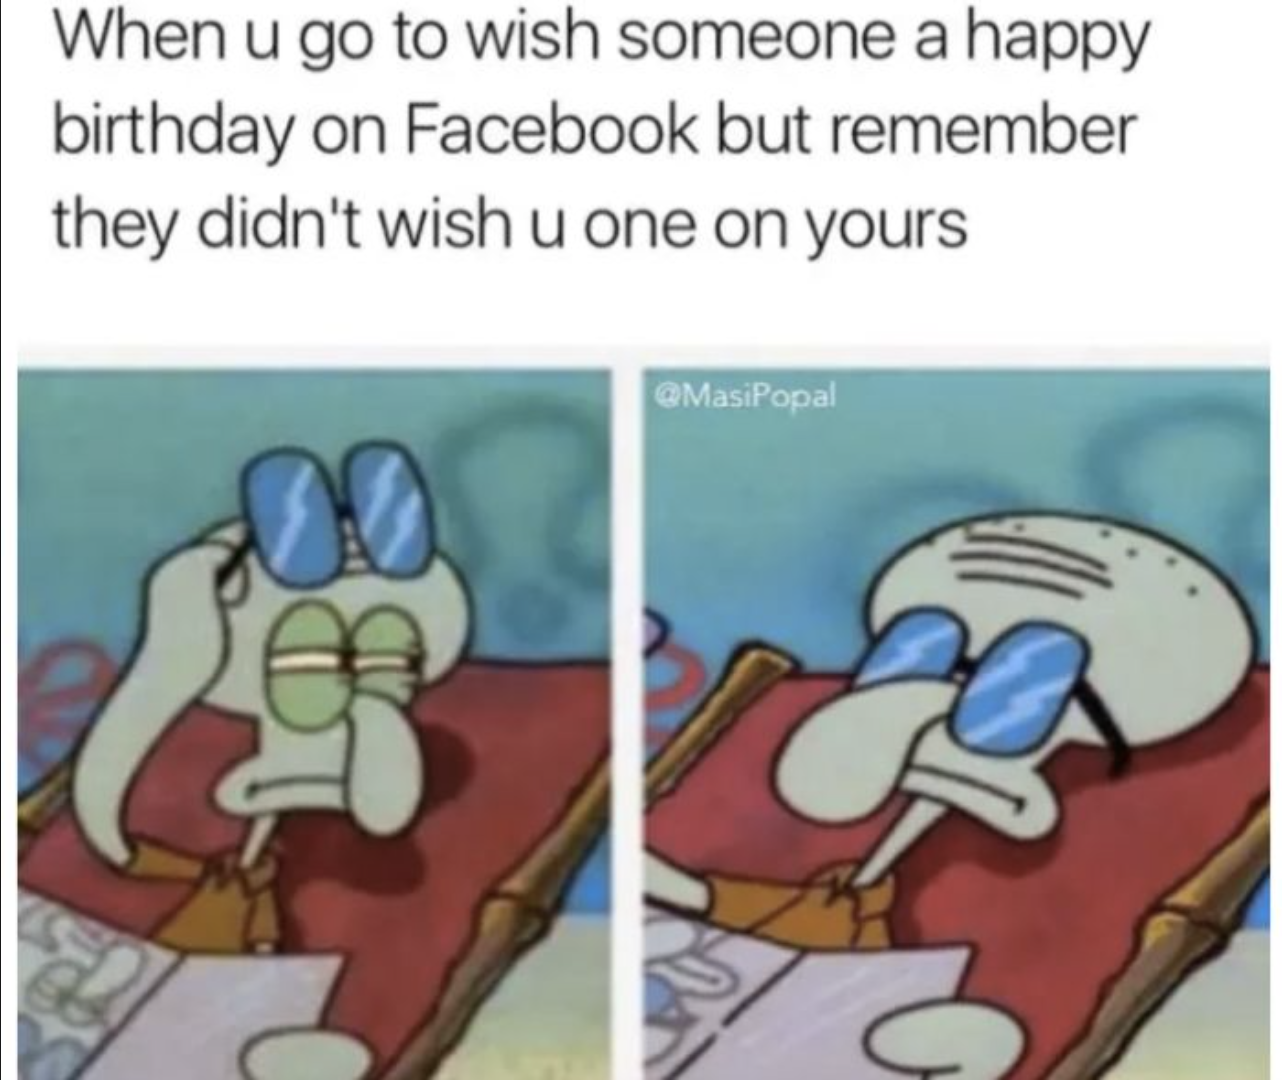 When u go to wish someone a happy
birthday on Facebook but remember
they didn't wish u one on yours
@MasiPopal